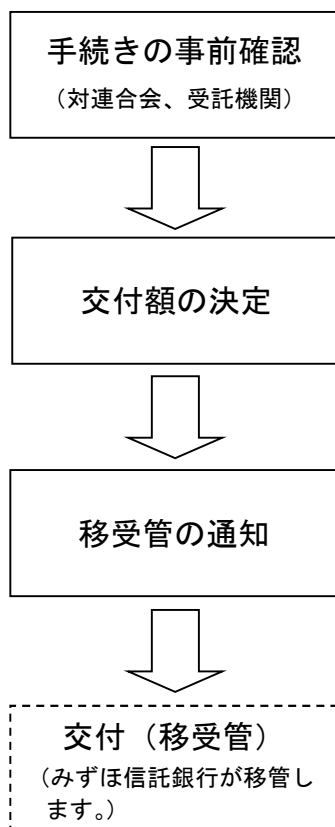 手続きの事前確認
（対連合会、受託機関）
交付額の決定
移受管の通知
交付（移受管）
（みずほ信託銀行が移管し
ます。）